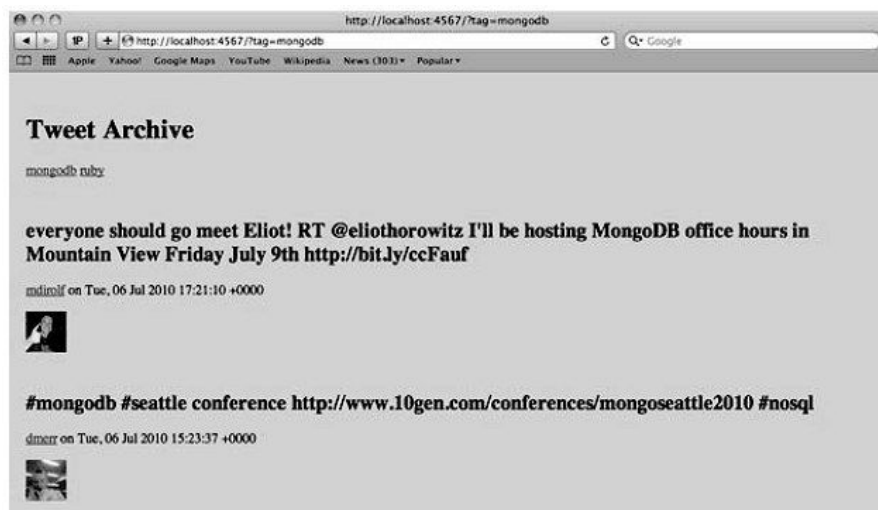 http://localhost:4567/?tag=mongodb
1P + http://localhost:4567/?tag=mongodb Google
Apple Yahoo! Google Maps YouTube Wikipedia News (303) Popular
Tweet Archive
mongodb ruby
everyone should go meet Eliot! RT @eliothorowitz I'll be hosting MongoDB office hours in
Mountain View Friday July 9th http://bit.ly/ccFauf
mdirolf on Tue, 06 Jul 2010 17:21:10 +0000
#mongodb #seattle conference http://www.10gen.com/conferences/mongoseattle2010 #nosql
dmerr on Tue, 06 Jul 2010 15:23:37 +0000